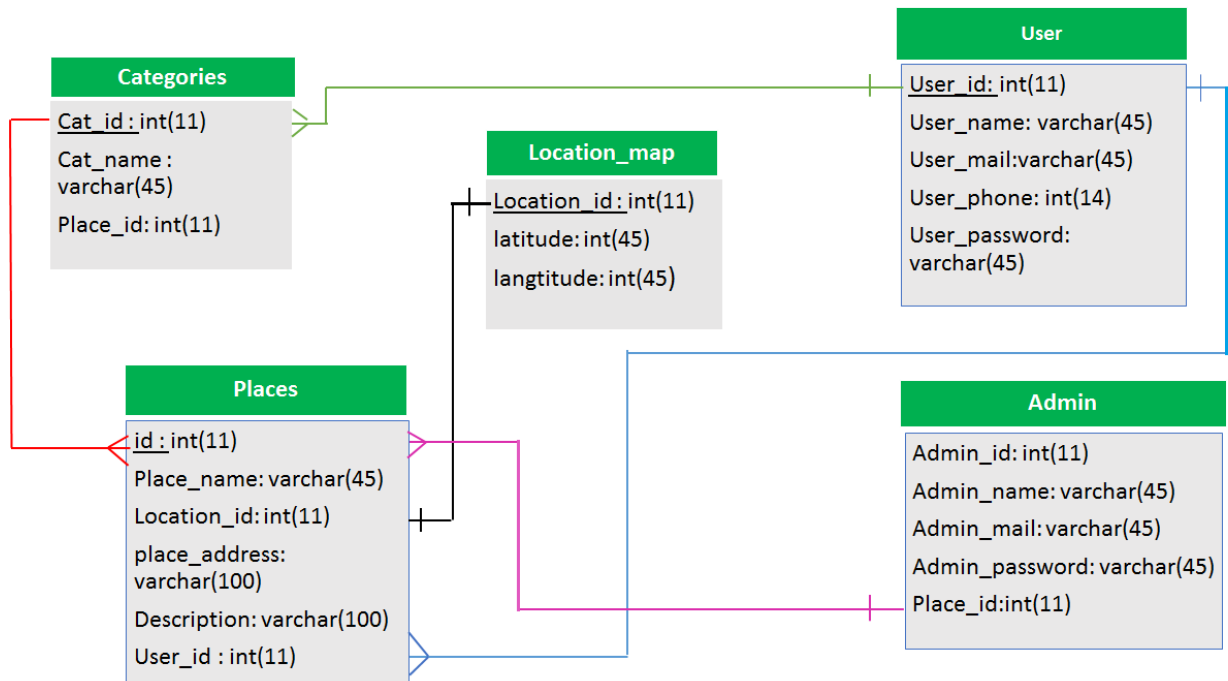 Categories
Cat_id : int(11)
Cat_name :
varchar(45)
Place_id: int(11)
Location_map
Location_id : int(11)
latitude: int(45)
langtitude: int(45)
User
User_id: int(11)
User_name: varchar(45)
User_mail:varchar(45)
User_phone: int(14)
User_password:
varchar(45)
Places
id : int(11)
Place_name: varchar(45)
Location_id: int(11)
place_address:
varchar(100)
Description: varchar(100)
User_id : int(11)
Admin
Admin_id: int(11)
Admin_name: varchar(45)
Admin_mail: varchar(45)
Admin_password: varchar(45)
Place_id:int(11)